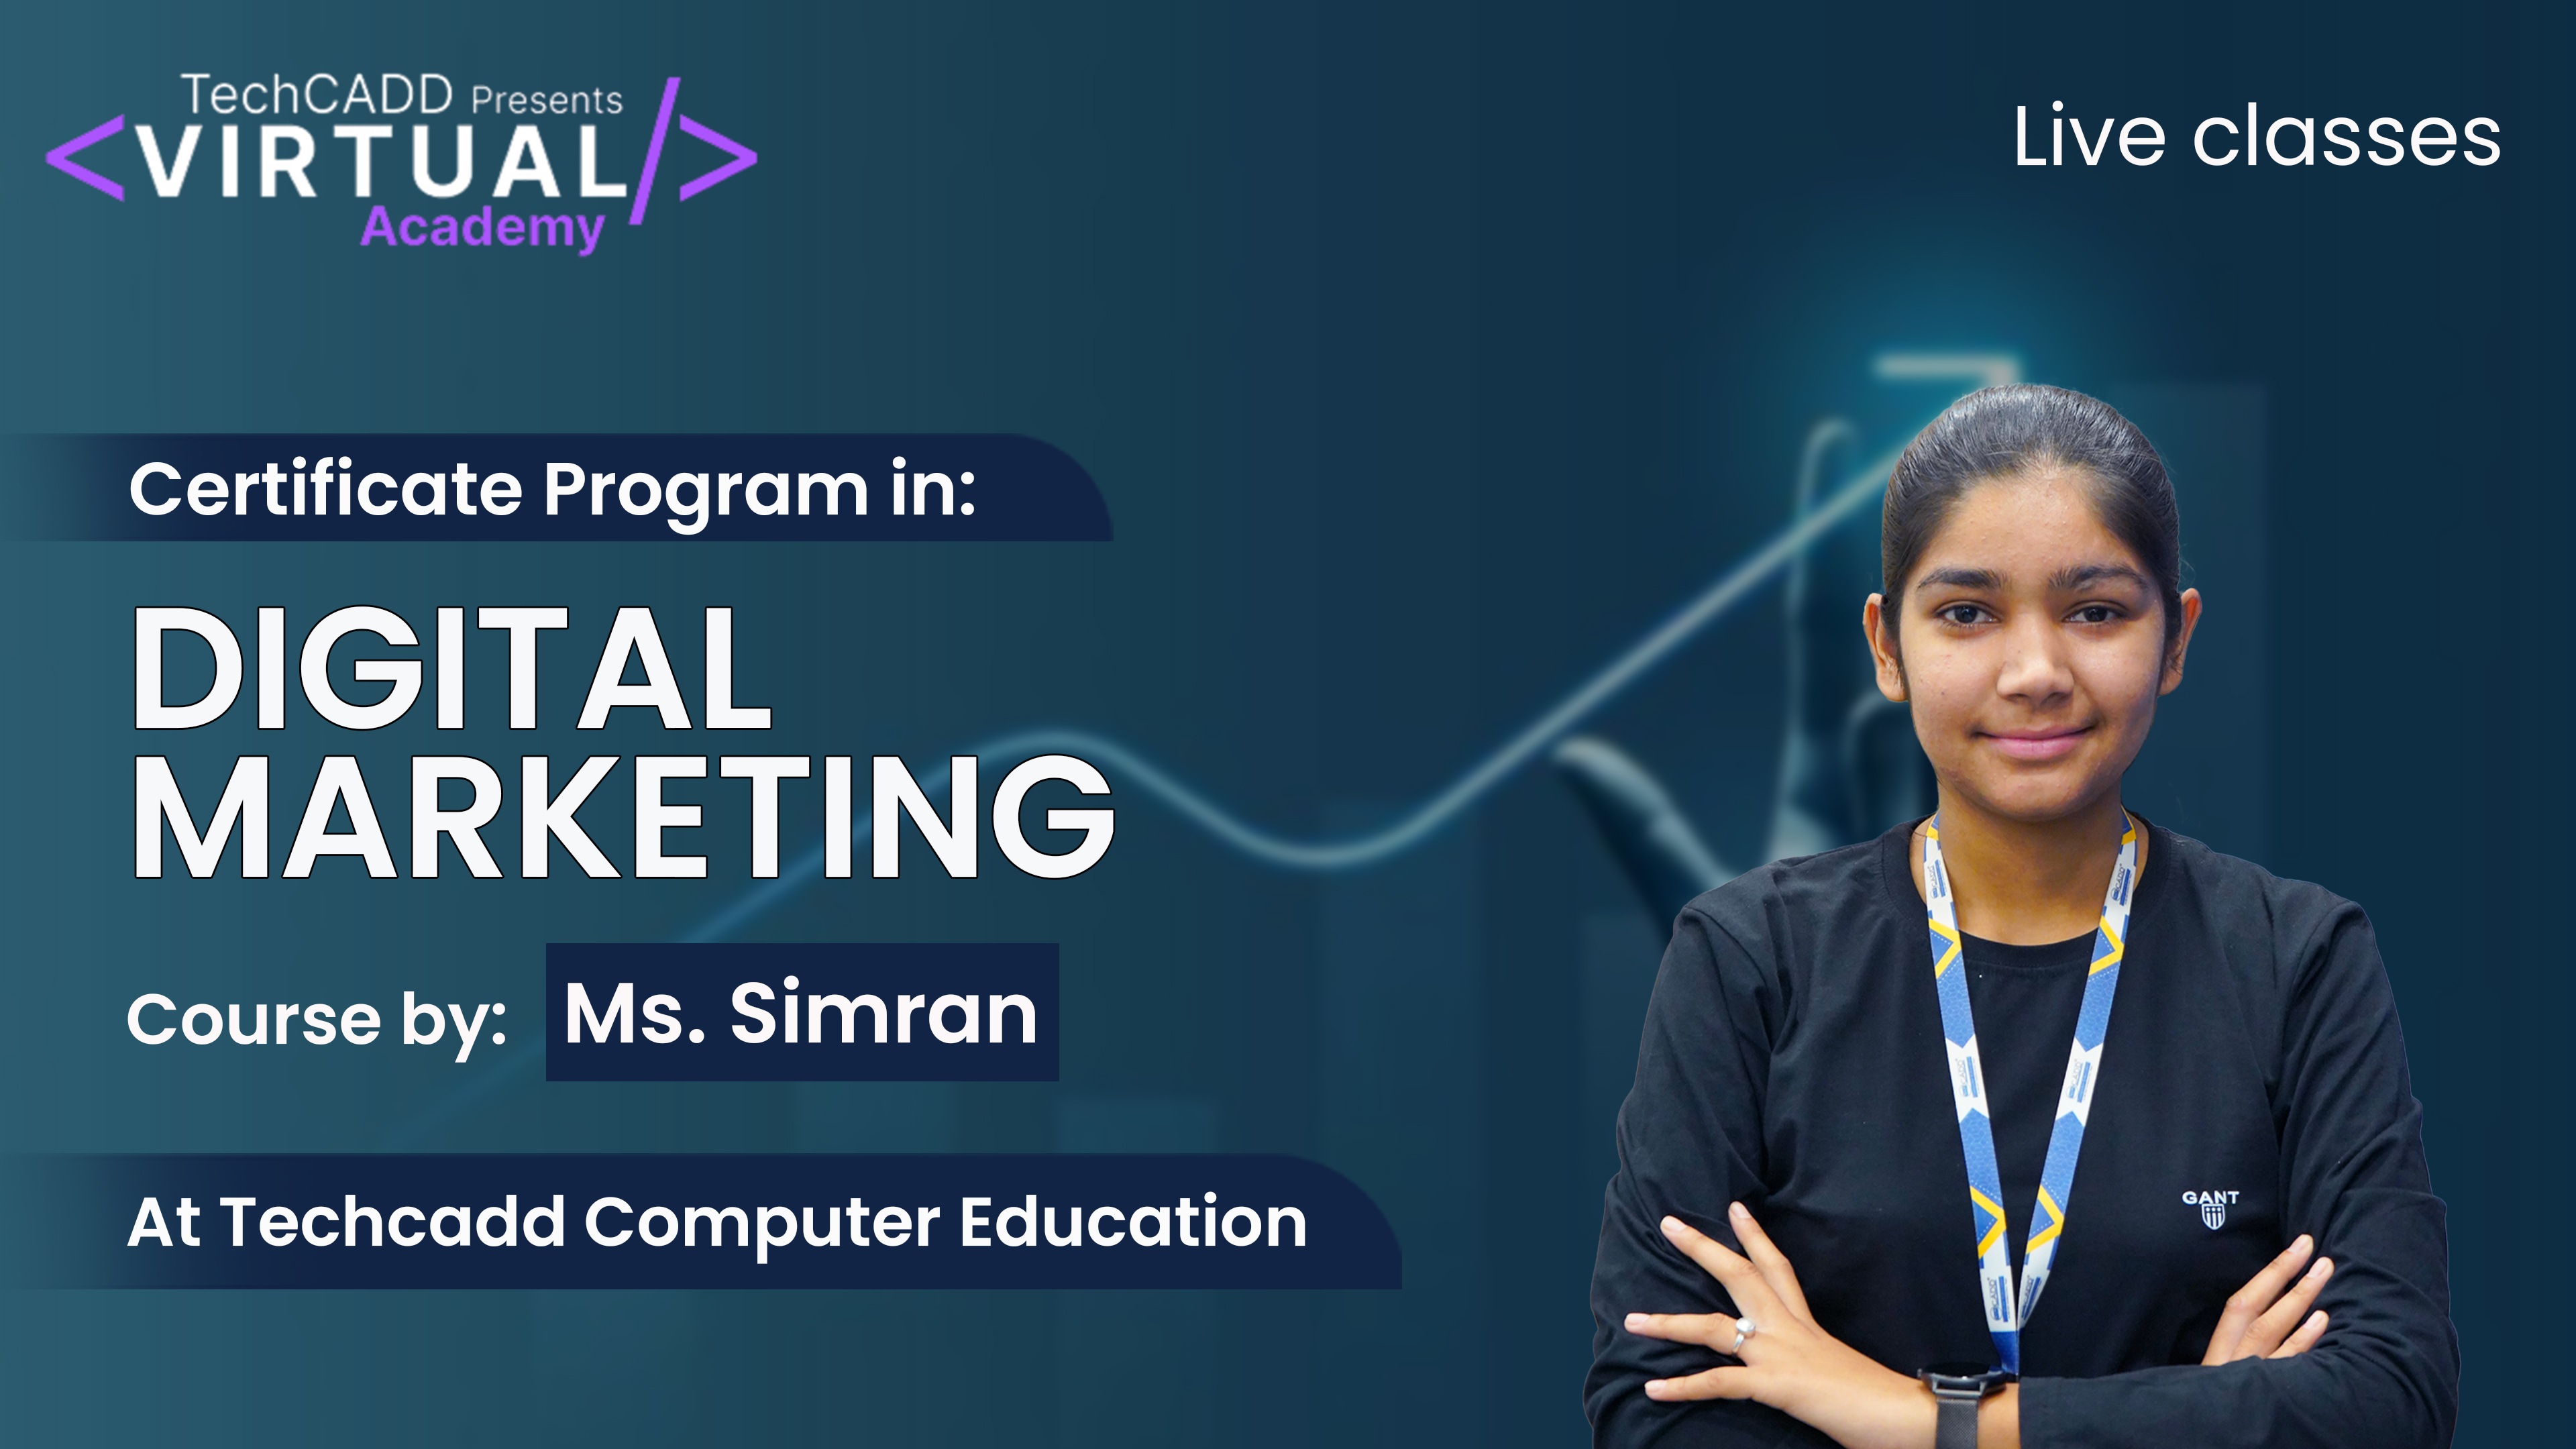 TechCADD Presents
<VIRTUAL/>
Academy
Live classes
Certificate Program in:
DIGITAL
MARKETING
Course by: Ms. Simran
At Techcadd Computer Education
GANT